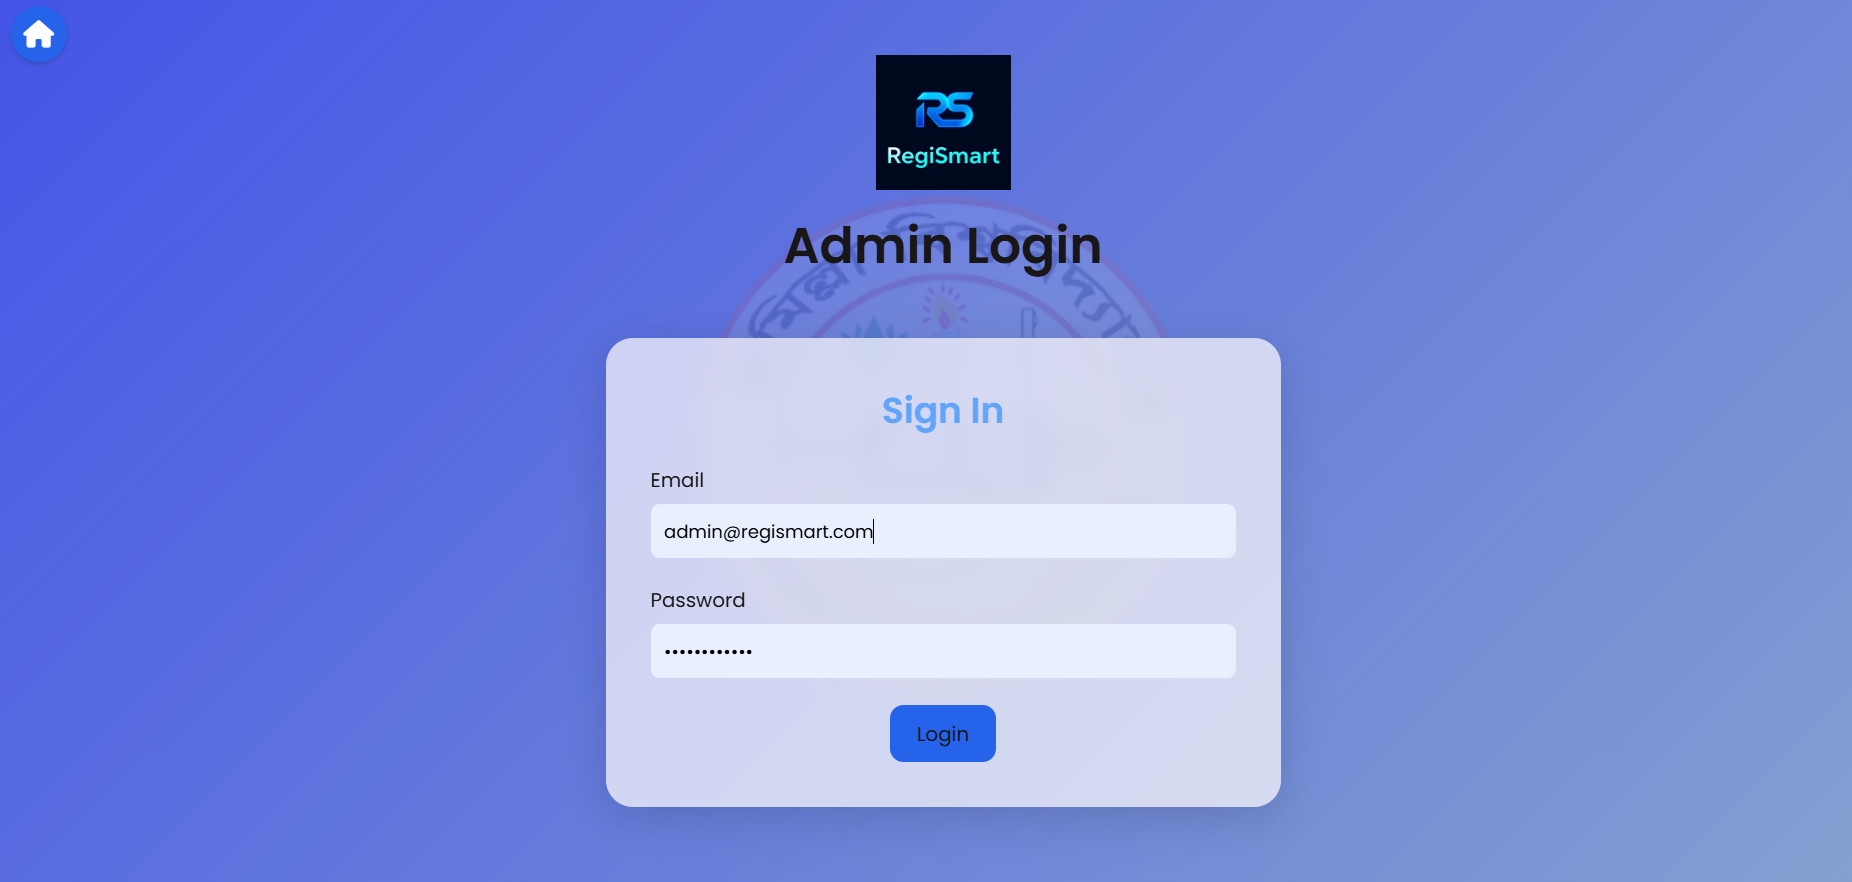 RS
RegiSmart
Admin Login
Sign In
Email
admin@regismart.com
Password
••••••••••••
Login